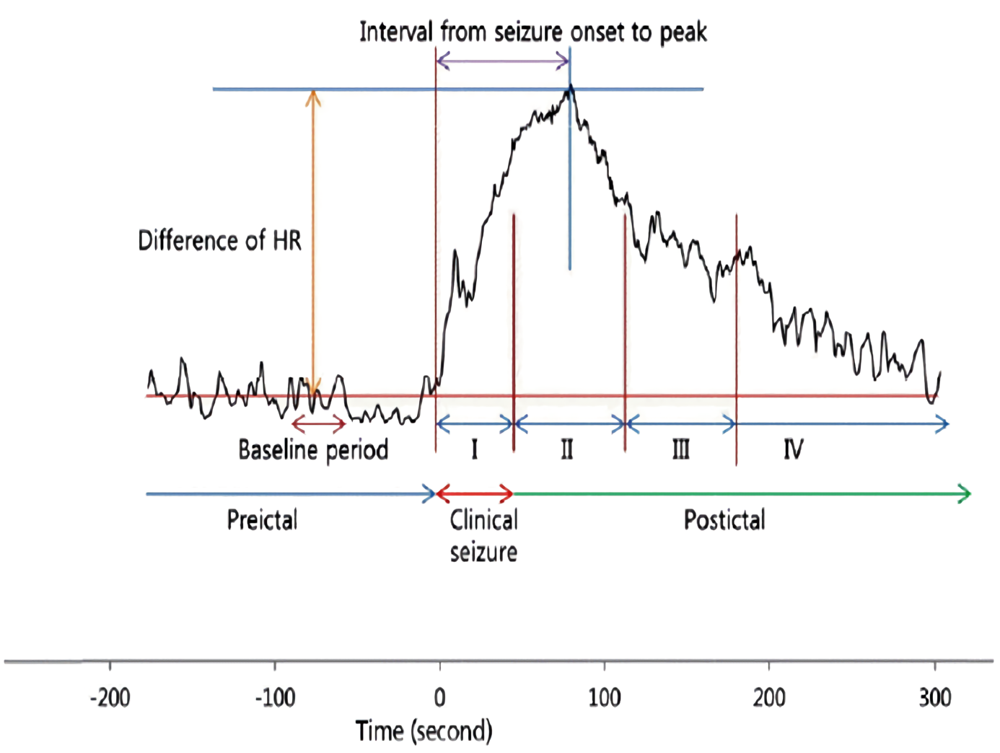 Interval from seizure onset to peak
Difference of HR
Baseline period
I
II
III
IV
Preictal
Clinical
seizure
Postictal
-200
-100
0
100
200
300
Time (second)